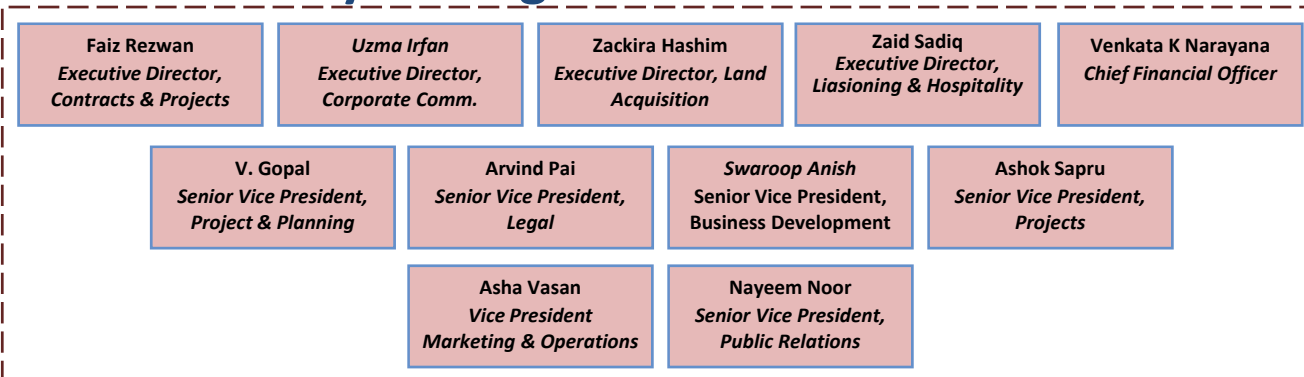 Faiz Rezwan
Executive Director,
Contracts & Projects
Uzma Irfan
Executive Director,
Corporate Comm.
Zackira Hashim
Executive Director, Land
Acquisition
Zaid Sadiq
Executive Director,
Liasioning & Hospitality
Venkata K Narayana
Chief Financial Officer
V. Gopal
Senior Vice President,
Project & Planning
Arvind Pai
Senior Vice President,
Legal
Swaroop Anish
Senior Vice President,
Business Development
Ashok Sapru
Senior Vice President,
Projects
Asha Vasan
Vice President
Marketing & Operations
Nayeem Noor
Senior Vice President,
Public Relations